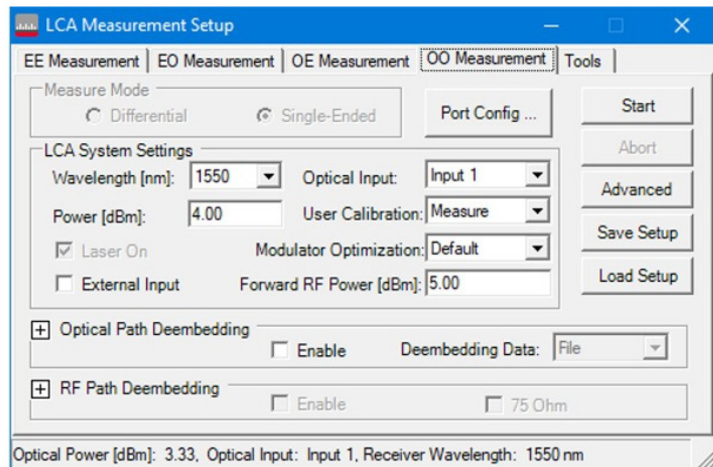 LCA Measurement Setup
EE Measurement EO Measurement OE Measurement OO Measurement Tools
Measure Mode
Differential Single-Ended
Port Config ...
Start
Abort
Advanced
Save Setup
Load Setup
LCA System Settings
Wavelength [nm]: 1550 Optical Input: Input 1
Power [dBm]: 4.00 User Calibration: Measure
Laser On Modulator Optimization: Default
External Input Forward RF Power [dBm]: 5.00
Optical Path Deembedding
Enable Deembedding Data: File
RF Path Deembedding
Enable 75 Ohm
Optical Power [dBm]: 3.33, Optical Input: Input 1, Receiver Wavelength: 1550 nm